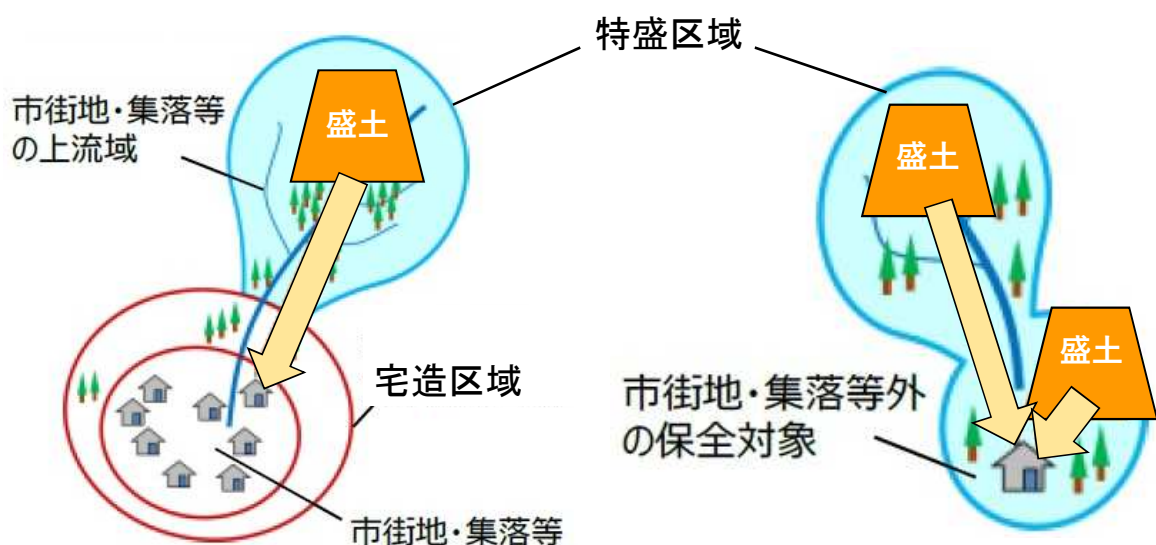 特盛区域
市街地・集落等
の上流域
盛土
盛土
盛土
宅造区域
市街地・集落等外
の保全対象
市街地・集落等